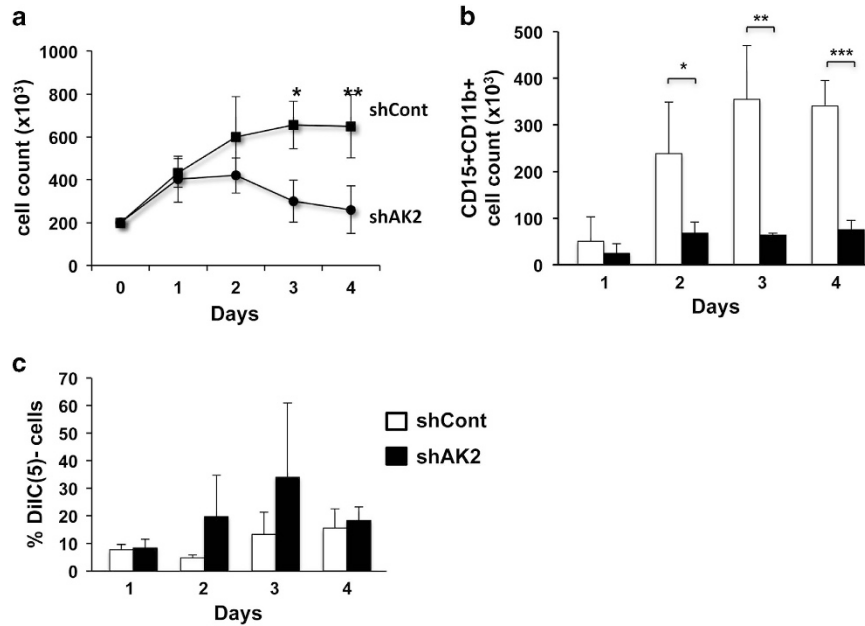 a
1000
800
600
400
200
0
cell count (x10³)
* **
shCont
shAK2
0 1 2 3 4
Days
b
500
400
300
200
100
0
CD15+CD11b+
cell count (x10³)
*
**
***
1 2 3 4
Days
c
70
60
50
40
30
20
10
0
% DiIC(5)- cells
1 2 3 4
Days
shCont
shAK2